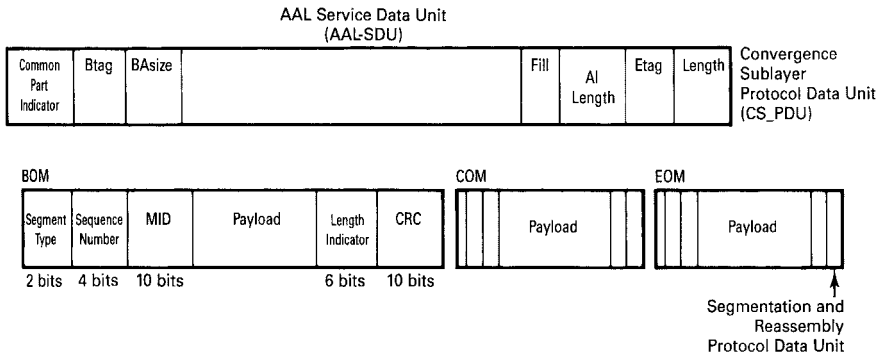 AAL Service Data Unit
(AAL-SDU)
Common
Part
Indicator
Btag
BAsize
Fill
Al
Length
Etag
Length
Convergence
Sublayer
Protocol Data Unit
(CS_PDU)
BOM
Segment
Type
Sequence
Number
MID
Payload
Length
Indicator
CRC
2 bits
4 bits
10 bits
6 bits
10 bits
COM
Payload
EOM
Payload
Segmentation and
Reassembly
Protocol Data Unit